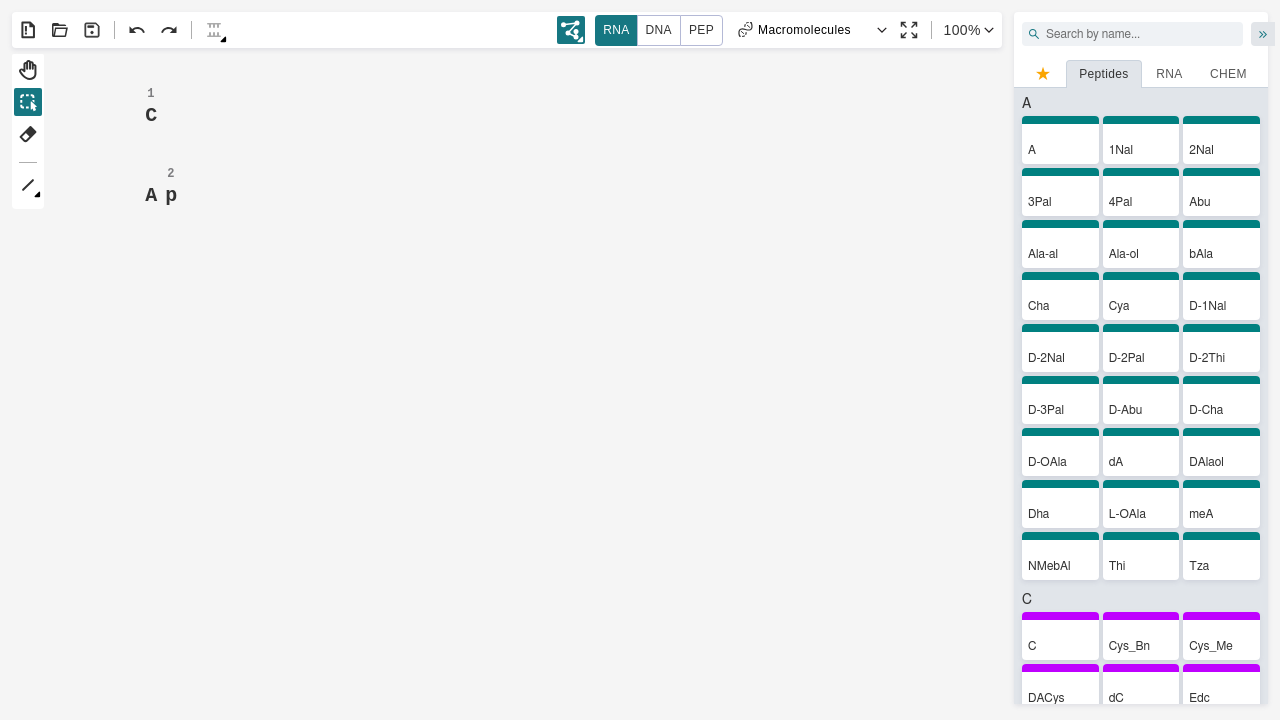 RNA DNA PEP Macromolecules 100%
Search by name...
Peptides RNA CHEM
1
C
2
A p
A
A 1Nal 2Nal
3Pal 4Pal Abu
Ala-al Ala-ol bAla
Cha Cya D-1Nal
D-2Nal D-2Pal D-2Thi
D-3Pal D-Abu D-Cha
D-OAla dA DAlaol
Dha L-OAla meA
NMebAl Thi Tza
C
C Cys_Bn Cys_Me
DACys dC Edc